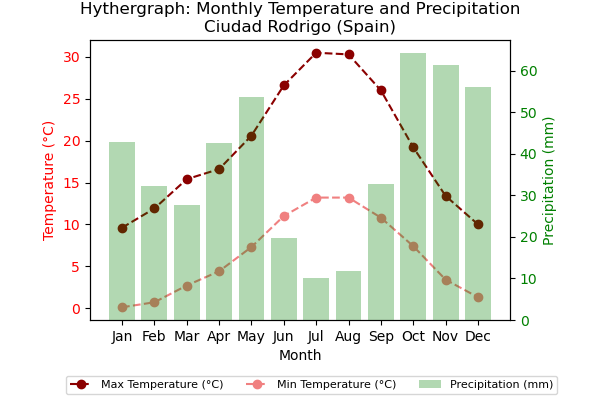 Hythergraph: Monthly Temperature and Precipitation
Ciudad Rodrigo (Spain)
Temperature (°C)
30
25
20
15
10
5
0
60
50
40
30
20
10
0
Precipitation (mm)
Jan Feb Mar Apr May Jun Jul Aug Sep Oct Nov Dec
Month
Max Temperature (°C) Min Temperature (°C) Precipitation (mm)